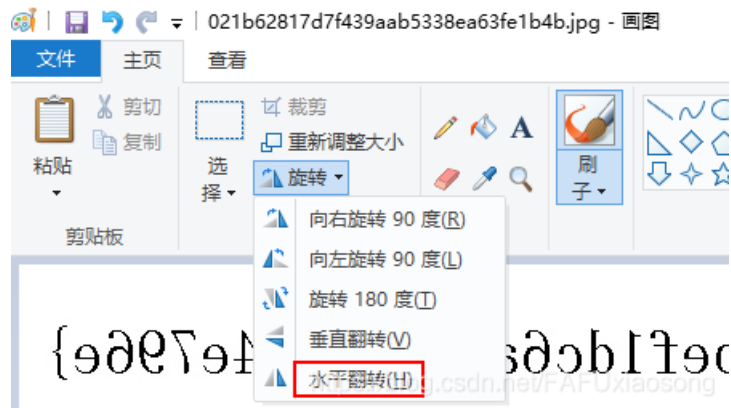 021b62817d7f439aab5338ea63fe1b4b.jpg - 画图
文件 主页 查看
粘贴
剪切
复制
剪贴板
选择
裁剪
重新调整大小
旋转
A
刷子
向右旋转 90 度(R)
向左旋转 90 度(L)
旋转 180 度(T)
垂直翻转(V)
水平翻转(H)
.csdn.net/FAFUxiaosong